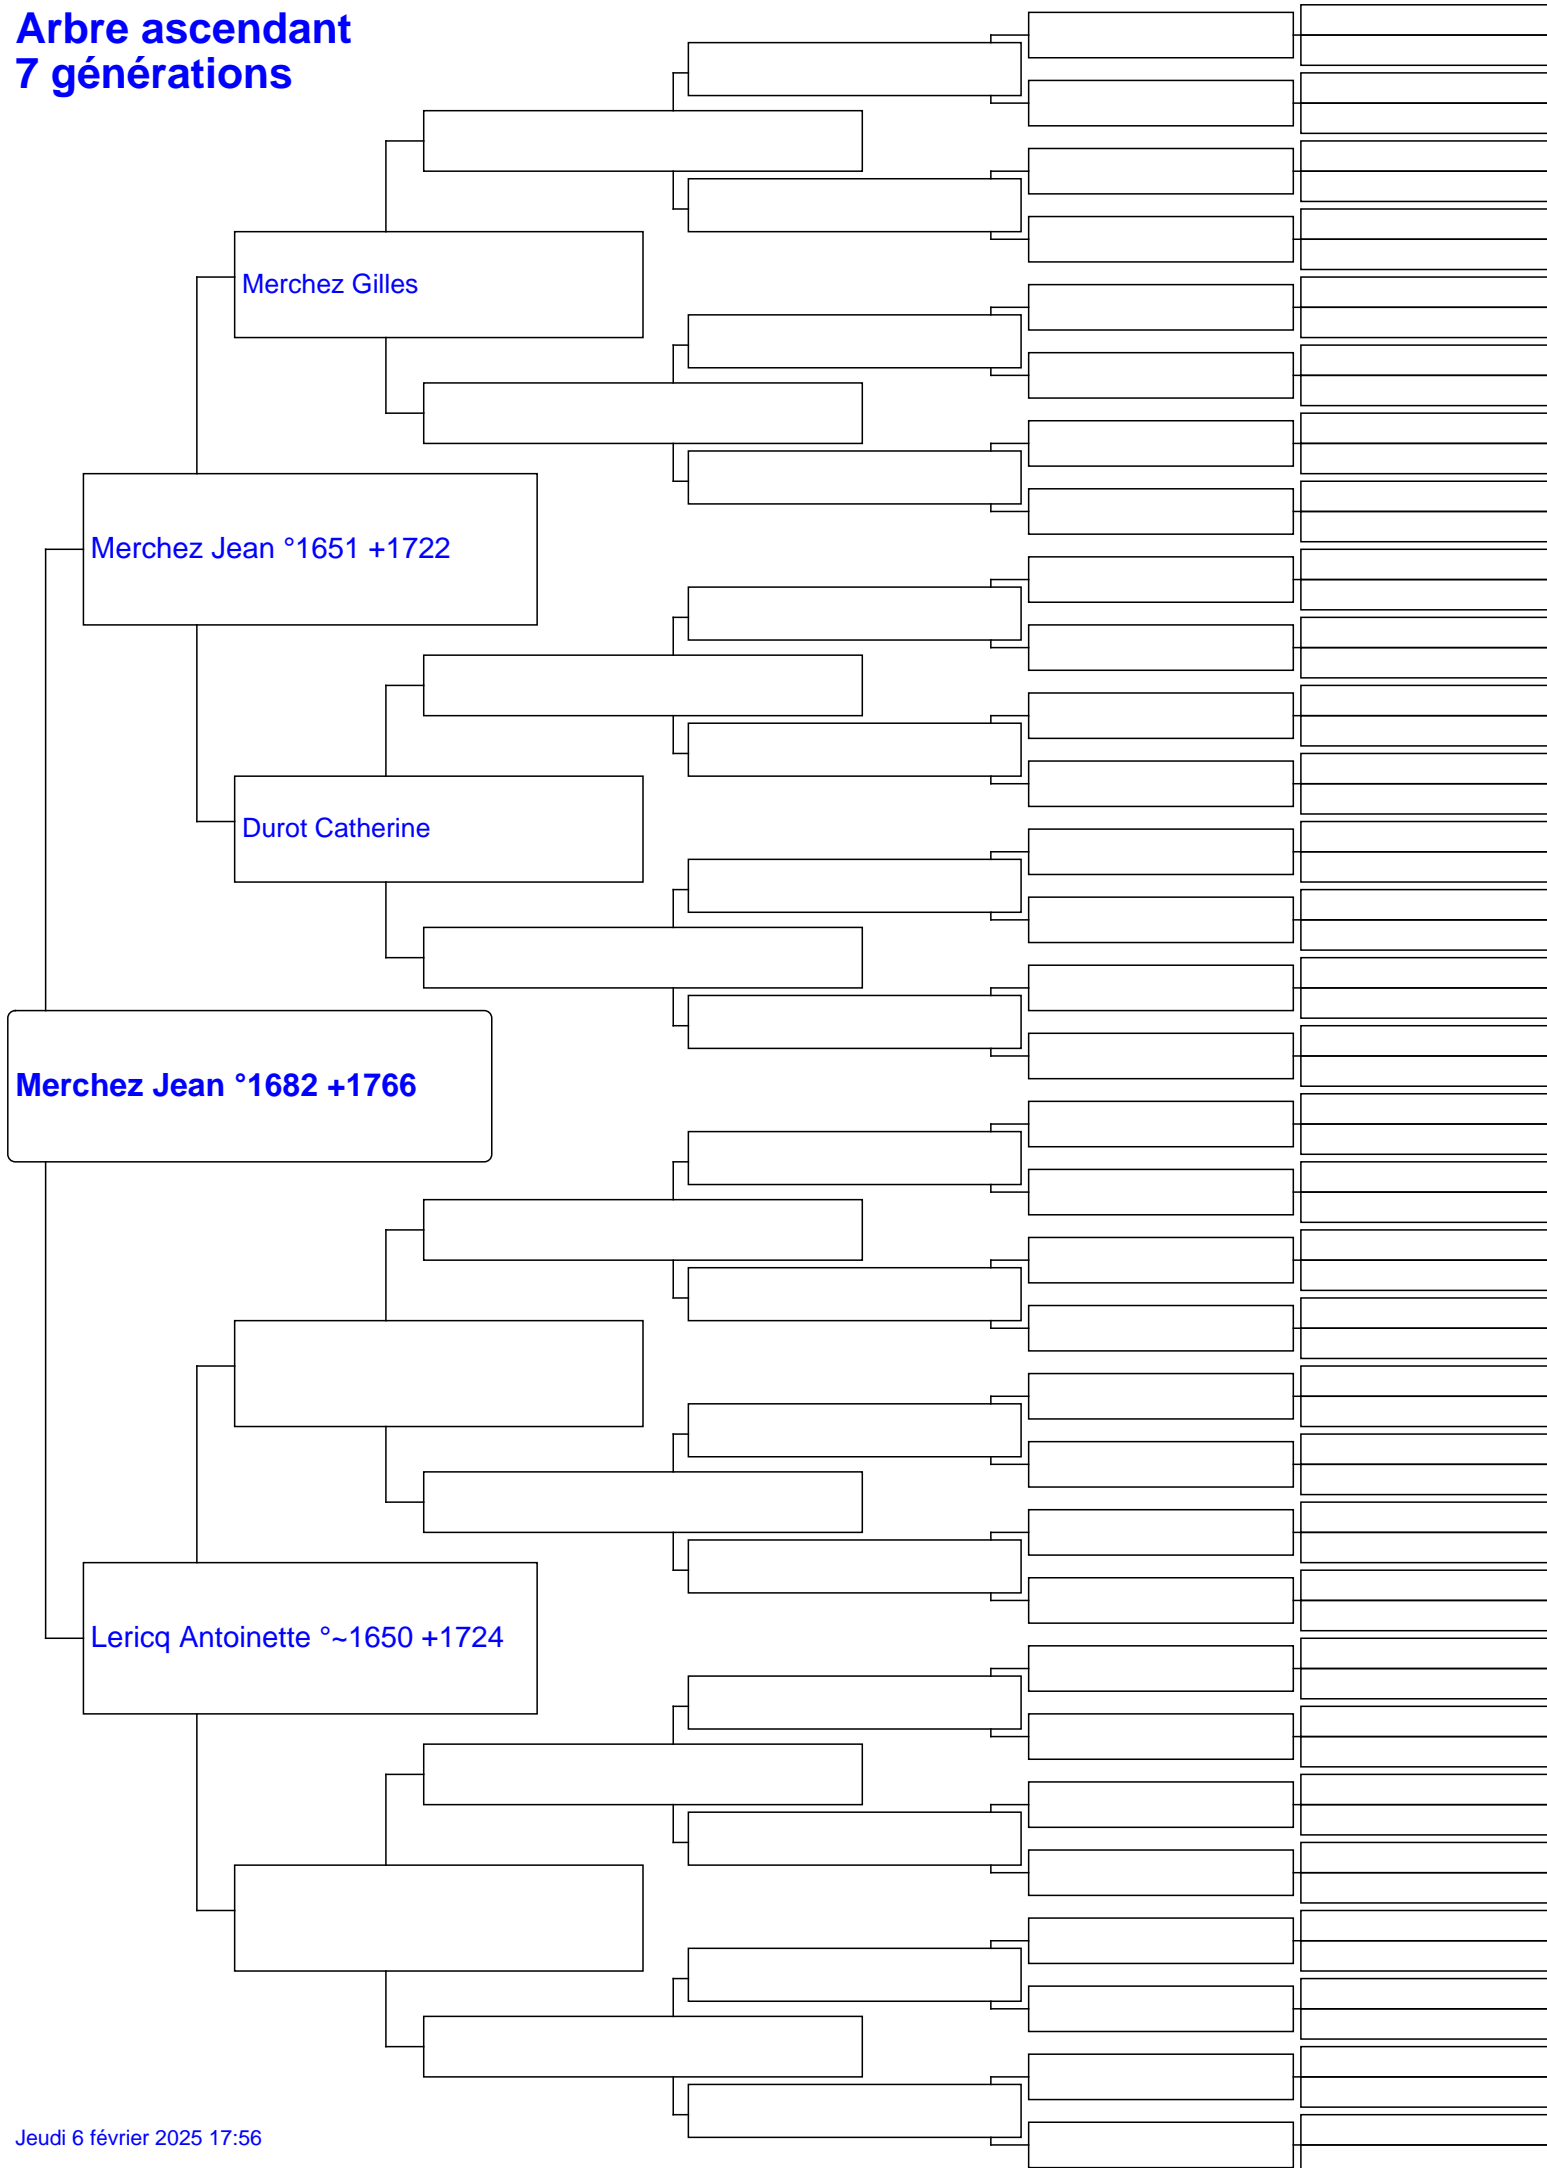 Arbre ascendant
7 générations
Merchez Gilles
Merchez Jean °1651 +1722
Durot Catherine
Merchez Jean °1682 +1766
Lericq Antoinette °~1650 +1724
Jeudi 6 février 2025 17:56